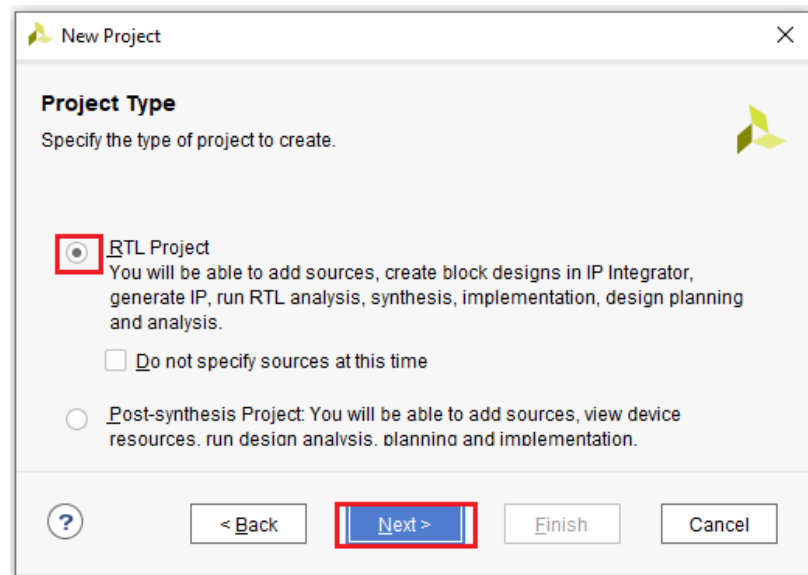 New Project
Project Type
Specify the type of project to create.
RTL Project
You will be able to add sources, create block designs in IP Integrator,
generate IP, run RTL analysis, synthesis, implementation, design planning
and analysis.
Do not specify sources at this time
Post-synthesis Project: You will be able to add sources, view device
resources, run design analysis, planning and implementation.
?
< Back
Next >
Finish
Cancel